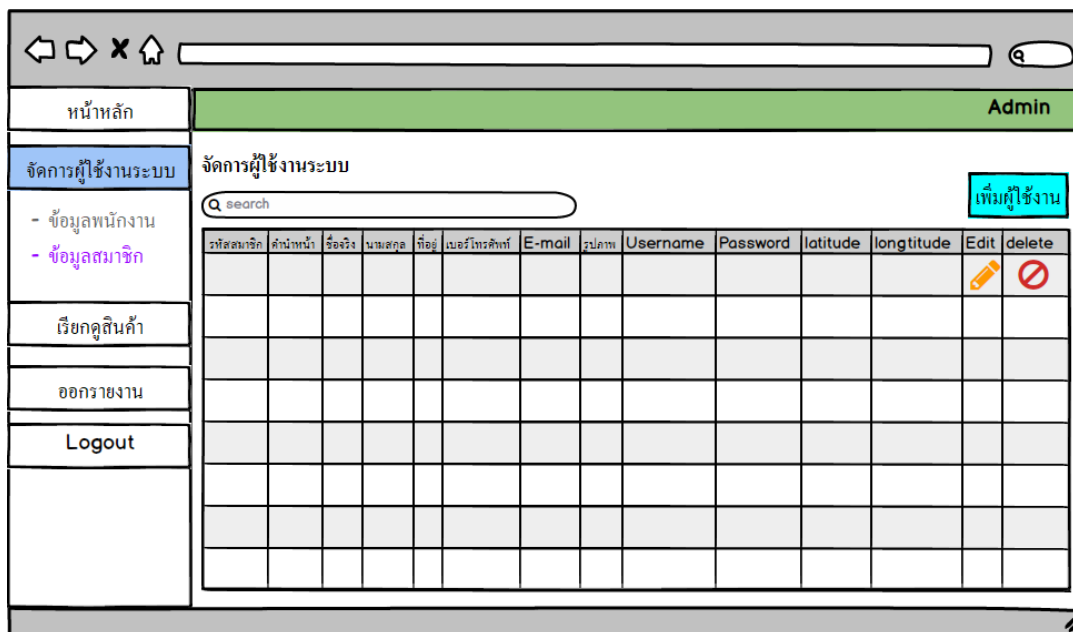 หน้าหลัก
Admin
จัดการผู้ใช้งานระบบ
- ข้อมูลพนักงาน
- ข้อมูลสมาชิก
เรียกดูสินค้า
ออกรายงาน
Logout
จัดการผู้ใช้งานระบบ
search
เพิ่มผู้ใช้งาน
รหัสสมาชิก คำนำหน้า ชื่อจริง นามสกุล ที่อยู่ เบอร์โทรศัพท์ E-mail รูปภาพ Username Password latitude longtitude Edit delete